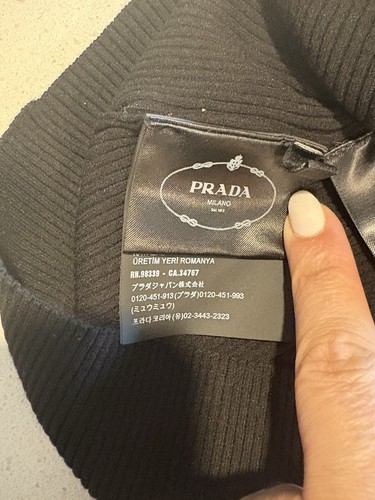 PRADA
MILANO
ÜRETİM YERİ ROMANYA
RN.98339 - CA.34767
プラダジャパン株式会社
0120-451-913(プラダ)0120-451-993
(ミュウミュウ)
프라다코리아(유)02-3443-2323